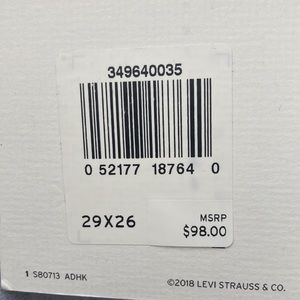 349640035
0 52177 18764 0
29X26
MSRP
$98.00
1 S80713 ADHK
©2018 LEVI STRAUSS & CO.